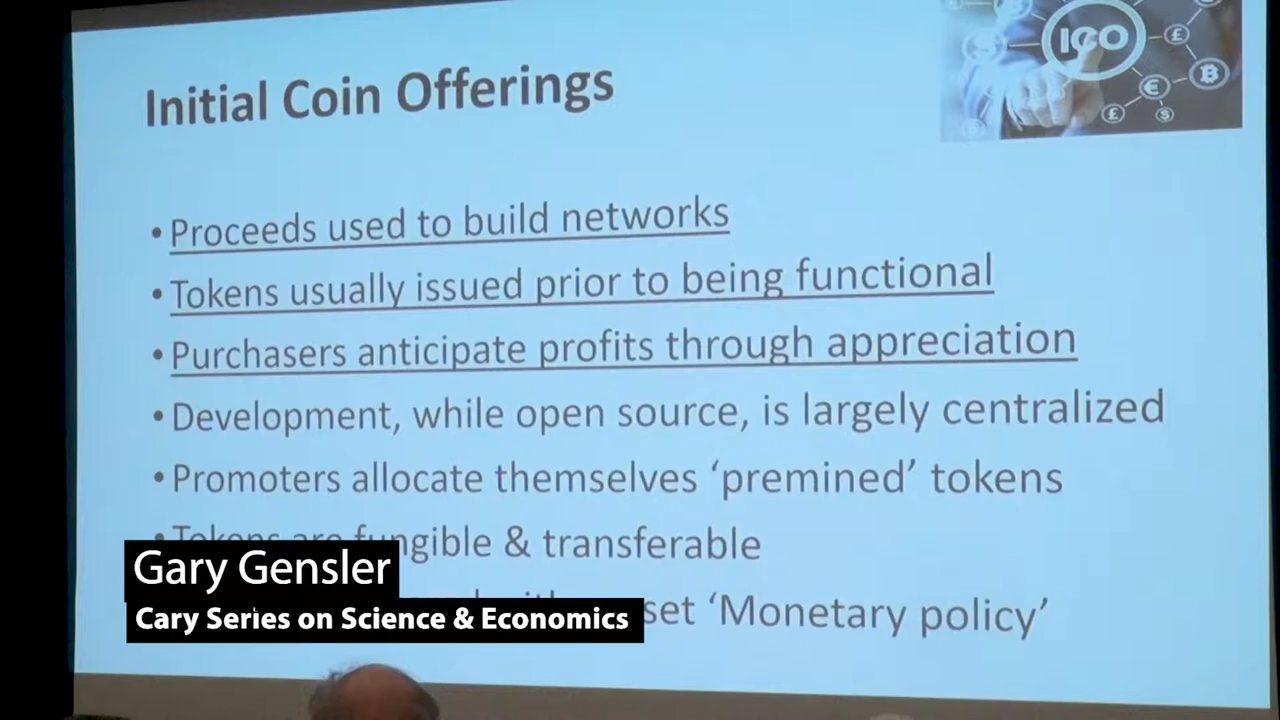 ICO
Initial Coin Offerings
• Proceeds used to build networks
• Tokens usually issued prior to being functional
• Purchasers anticipate profits through appreciation
• Development, while open source, is largely centralized
• Promoters allocate themselves ‘premined’ tokens
• Tokens are fungible & transferable
set ‘Monetary policy’
Gary Gensler
Cary Series on Science & Economics